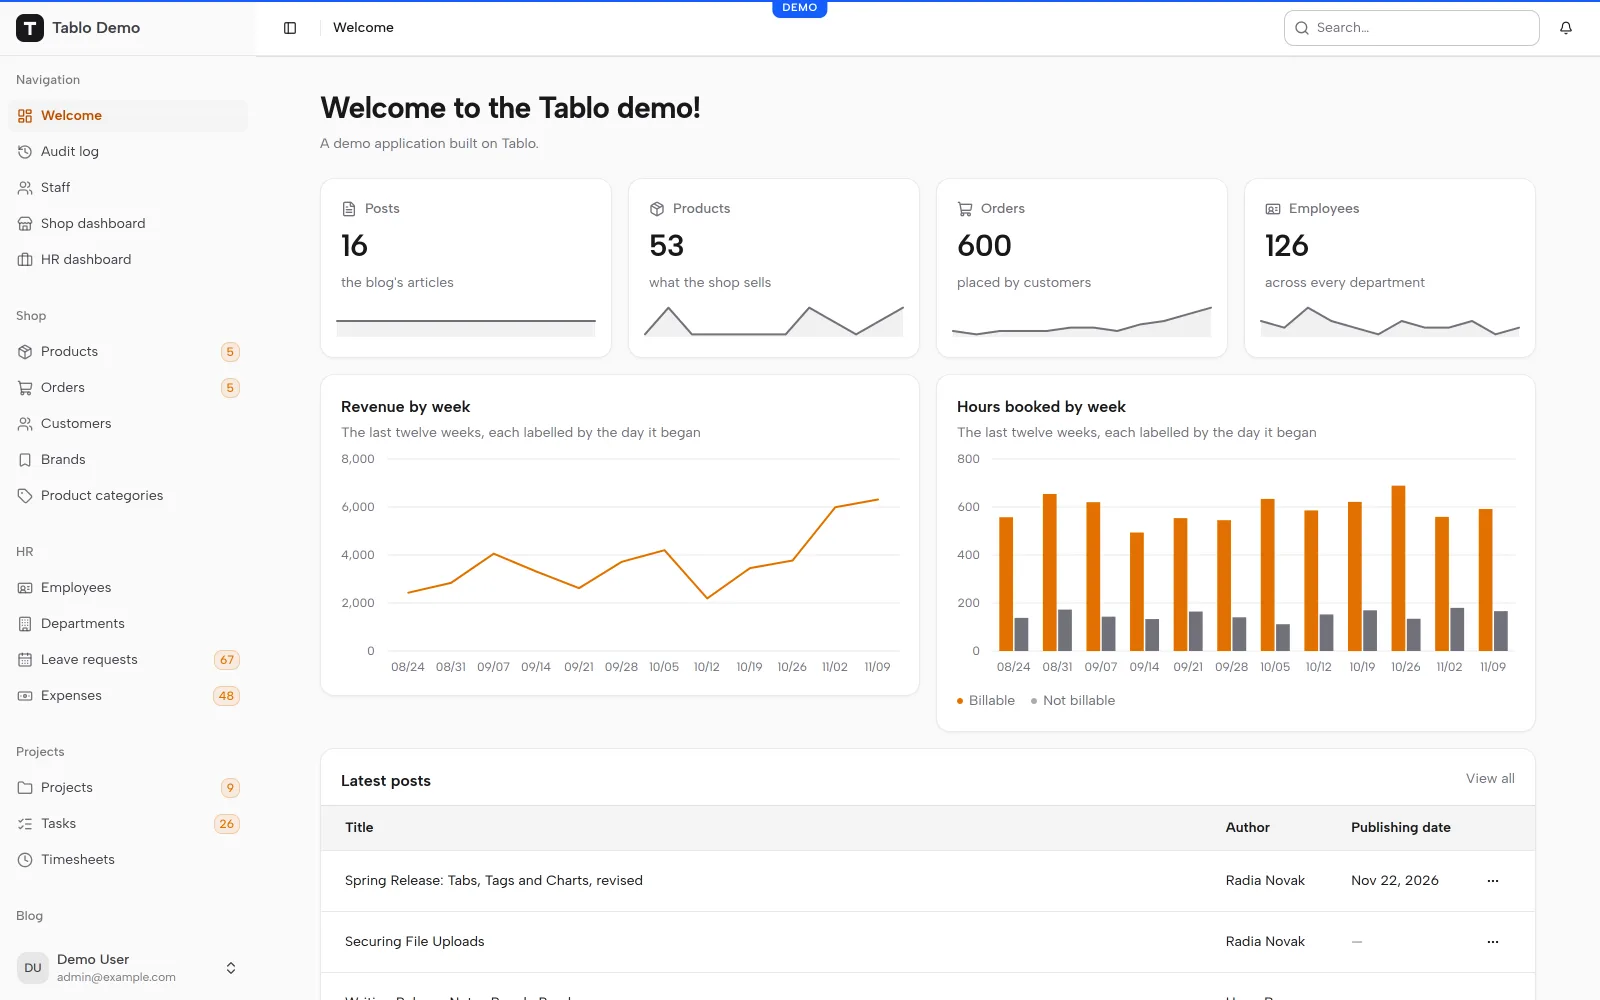 DEMO
Tablo Demo
Welcome
Search...
Navigation
Welcome
Audit log
Staff
Shop dashboard
HR dashboard
Shop
Products 5
Orders 5
Customers
Brands
Product categories
HR
Employees
Departments
Leave requests 67
Expenses 48
Projects
Projects 9
Tasks 26
Timesheets
Blog
DU
Demo User
admin@example.com
Welcome to the Tablo demo!
A demo application built on Tablo.
Posts
16
the blog's articles
Products
53
what the shop sells
Orders
600
placed by customers
Employees
126
across every department
Revenue by week
The last twelve weeks, each labelled by the day it began
8,000
6,000
4,000
2,000
0
08/24 08/31 09/07 09/14 09/21 09/28 10/05 10/12 10/19 10/26 11/02 11/09
Hours booked by week
The last twelve weeks, each labelled by the day it began
800
600
400
200
0
08/24 08/31 09/07 09/14 09/21 09/28 10/05 10/12 10/19 10/26 11/02 11/09
Billable Not billable
Latest posts View all
Title Author Publishing date
Spring Release: Tabs, Tags and Charts, revised Radia Novak Nov 22, 2026
Securing File Uploads Radia Novak —